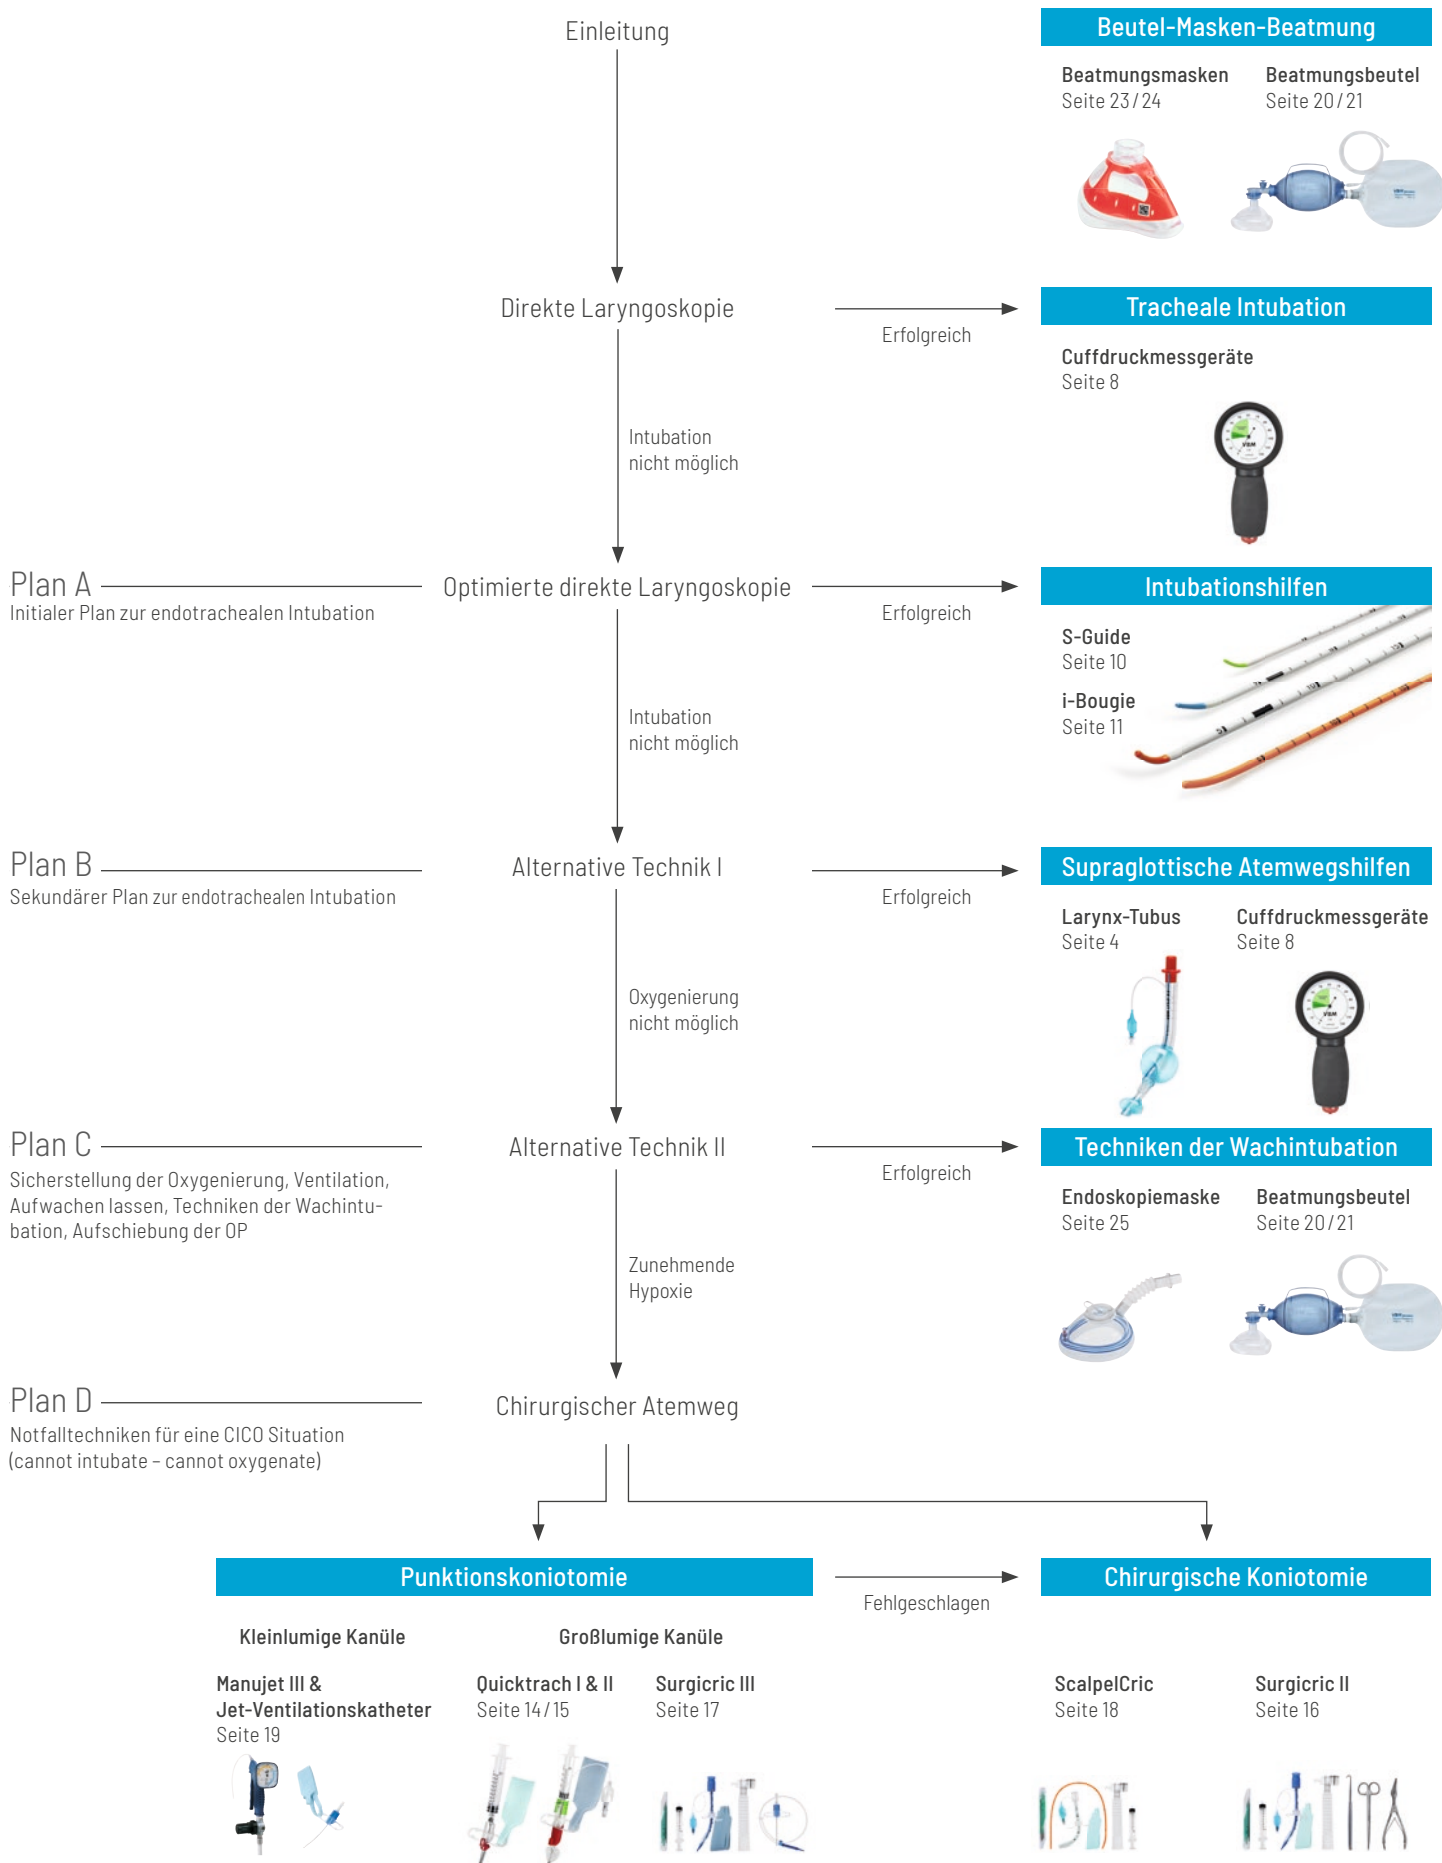 Einleitung
Beutel-Masken-Beatmung
Beatmungsmasken
Seite 23/24
Beatmungsbeutel
Seite 20/21
Direkte Laryngoskopie
Erfolgreich
Tracheale Intubation
Cuffdruckmessgeräte
Seite 8
VBM
Intubation
nicht möglich
Plan A
Initialer Plan zur endotrachealen Intubation
Optimierte direkte Laryngoskopie
Erfolgreich
Intubationshilfen
S-Guide
Seite 10
i-Bougie
Seite 11
Intubation
nicht möglich
Plan B
Sekundärer Plan zur endotrachealen Intubation
Alternative Technik I
Erfolgreich
Supraglottische Atemwegshilfen
Larynx-Tubus
Seite 4
Cuffdruckmessgeräte
Seite 8
VBM
Oxygenierung
nicht möglich
Plan C
Sicherstellung der Oxygenierung, Ventilation,
Aufwachen lassen, Techniken der Wachintu-
bation, Aufschiebung der OP
Alternative Technik II
Erfolgreich
Techniken der Wachintubation
Endoskopiemaske
Seite 25
Beatmungsbeutel
Seite 20/21
Zunehmende
Hypoxie
Plan D
Notfalltechniken für eine CICO Situation
(cannot intubate – cannot oxygenate)
Chirurgischer Atemweg
Punktionskoniotomie
Fehlgeschlagen
Chirurgische Koniotomie
Kleinlumige Kanüle
Großlumige Kanüle
Manujet III &
Jet-Ventilationskatheter
Seite 19
Quicktrach I & II
Seite 14/15
Surgicric III
Seite 17
ScalpelCric
Seite 18
Surgicric II
Seite 16